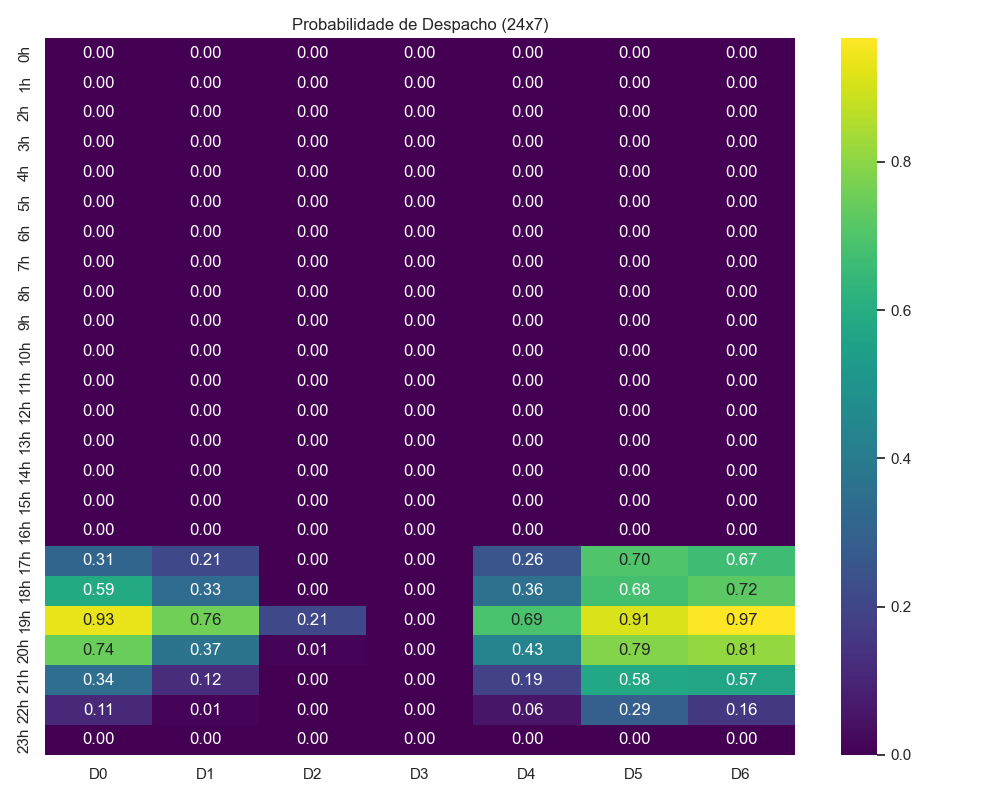 Probabilidade de Despacho (24x7)
0h 0.00 0.00 0.00 0.00 0.00 0.00 0.00
1h 0.00 0.00 0.00 0.00 0.00 0.00 0.00
2h 0.00 0.00 0.00 0.00 0.00 0.00 0.00
3h 0.00 0.00 0.00 0.00 0.00 0.00 0.00
4h 0.00 0.00 0.00 0.00 0.00 0.00 0.00
5h 0.00 0.00 0.00 0.00 0.00 0.00 0.00
6h 0.00 0.00 0.00 0.00 0.00 0.00 0.00
7h 0.00 0.00 0.00 0.00 0.00 0.00 0.00
8h 0.00 0.00 0.00 0.00 0.00 0.00 0.00
9h 0.00 0.00 0.00 0.00 0.00 0.00 0.00
10h 0.00 0.00 0.00 0.00 0.00 0.00 0.00
11h 0.00 0.00 0.00 0.00 0.00 0.00 0.00
12h 0.00 0.00 0.00 0.00 0.00 0.00 0.00
13h 0.00 0.00 0.00 0.00 0.00 0.00 0.00
14h 0.00 0.00 0.00 0.00 0.00 0.00 0.00
15h 0.00 0.00 0.00 0.00 0.00 0.00 0.00
16h 0.00 0.00 0.00 0.00 0.00 0.00 0.00
17h 0.31 0.21 0.00 0.00 0.26 0.70 0.67
18h 0.59 0.33 0.00 0.00 0.36 0.68 0.72
19h 0.93 0.76 0.21 0.00 0.69 0.91 0.97
20h 0.74 0.37 0.01 0.00 0.43 0.79 0.81
21h 0.34 0.12 0.00 0.00 0.19 0.58 0.57
22h 0.11 0.01 0.00 0.00 0.06 0.29 0.16
23h 0.00 0.00 0.00 0.00 0.00 0.00 0.00
D0 D1 D2 D3 D4 D5 D6
0.8
0.6
0.4
0.2
0.0